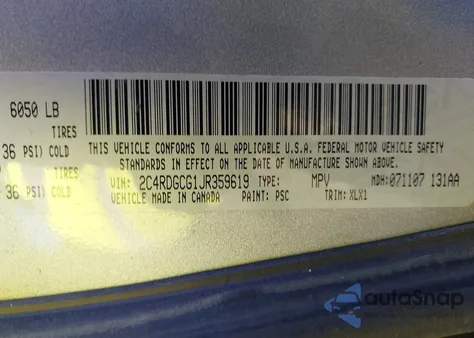 6050 LB
TIRES
36 PSI) COLD
THIS VEHICLE CONFORMS TO ALL APPLICABLE U.S.A. FEDERAL MOTOR VEHICLE SAFETY
STANDARDS IN EFFECT ON THE DATE OF MANUFACTURE SHOWN ABOVE.
TIRES
36 PSI) COLD
VIN: 2C4RDGCG1JR359619 TYPE: MPV MDH: 071107 131AA
VEHICLE MADE IN CANADA PAINT: PSC TRIM: XLX1
autoSnap